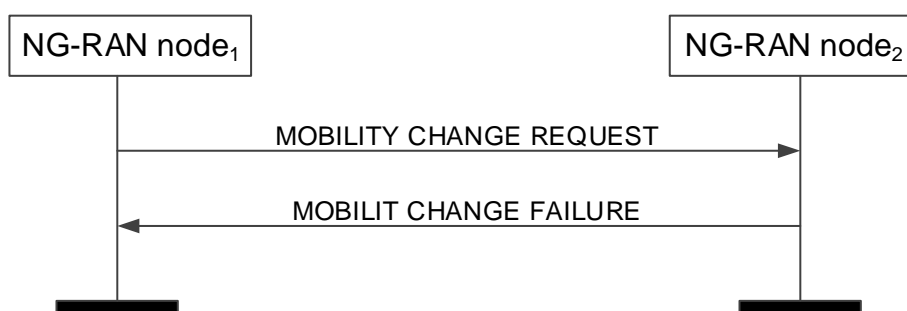 NG-RAN node₁
NG-RAN node₂
MOBILITY CHANGE REQUEST
MOBILIT CHANGE FAILURE